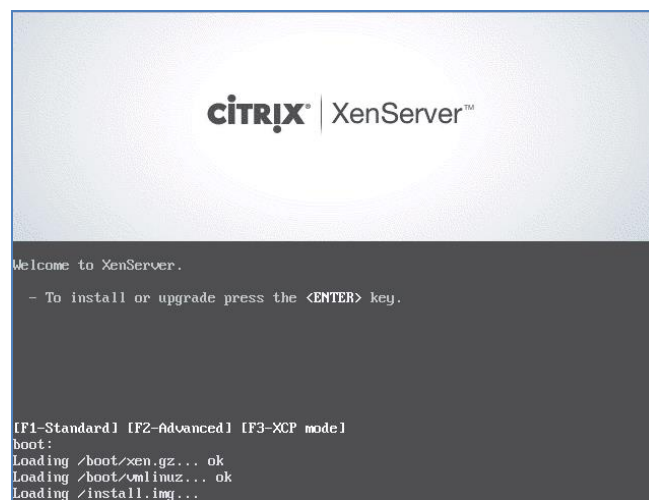 CITRIX® XenServer™
Welcome to XenServer.
- To install or upgrade press the <ENTER> key.
[F1-Standard] [F2-Advanced] [F3-XCP mode]
boot:
Loading /boot/xen.gz... ok
Loading /boot/vmlinuz... ok
Loading /install.img...